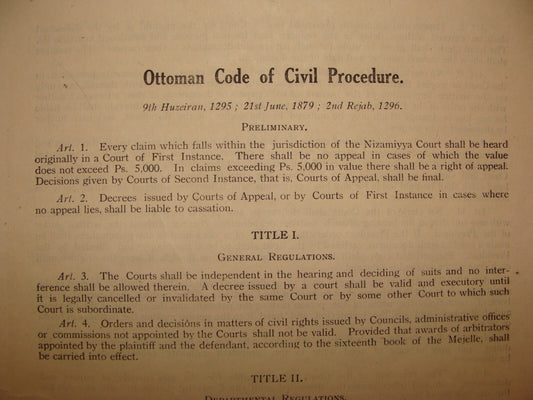 Ottoman Code of Civil Procedure.
9th Huzeiran, 1295 ; 21st June, 1879 ; 2nd Rejab, 1296.
PRELIMINARY.
Art. 1. Every claim which falls within the jurisdiction of the Nizamiyya Court shall be heard
originally in a Court of First Instance. There shall be no appeal in cases of which the value
does not exceed Ps. 5,000. In claims exceeding Ps. 5,000 in value there shall be a right of appeal.
Decisions given by Courts of Second Instance, that is, Courts of Appeal, shall be final.
Art. 2. Decrees issued by Courts of Appeal, or by Courts of First Instance in cases where
no appeal lies, shall be liable to cassation.
TITLE I.
GENERAL REGULATIONS.
Art. 3. The Courts shall be independent in the hearing and deciding of suits and no inter-
ference shall be allowed therein. A decree issued by a court shall be valid and executory until
it is legally cancelled or invalidated by the same Court or by some other Court to which such
Court is subordinate.
Art. 4. Orders and decisions in matters of civil rights issued by Councils, administrative offices
or commissions not appointed by the Courts shall not be valid. Provided that awards of arbitrators
appointed by the plaintiff and the defendant, according to the sixteenth book of the Mejelle, shall
be carried into effect.
TITLE II.
DEPARTMENTAL REGULATIONS.